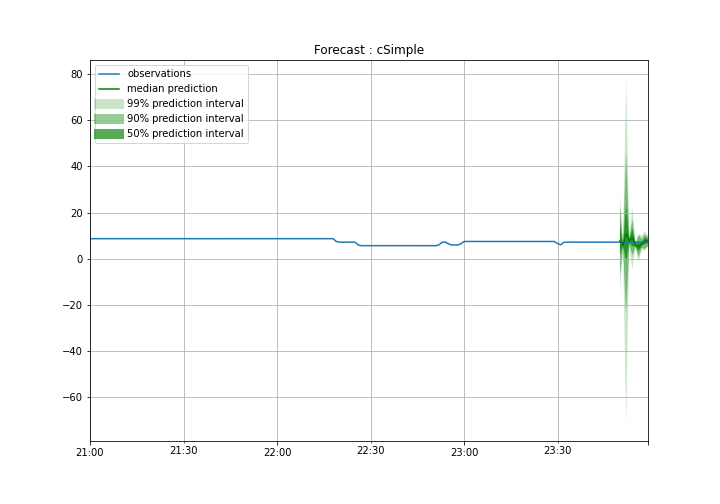 Forecast : cSimple
observations
median prediction
99% prediction interval
90% prediction interval
50% prediction interval
80
60
40
20
0
−20
−40
−60
21:00
21:30
22:00
22:30
23:00
23:30